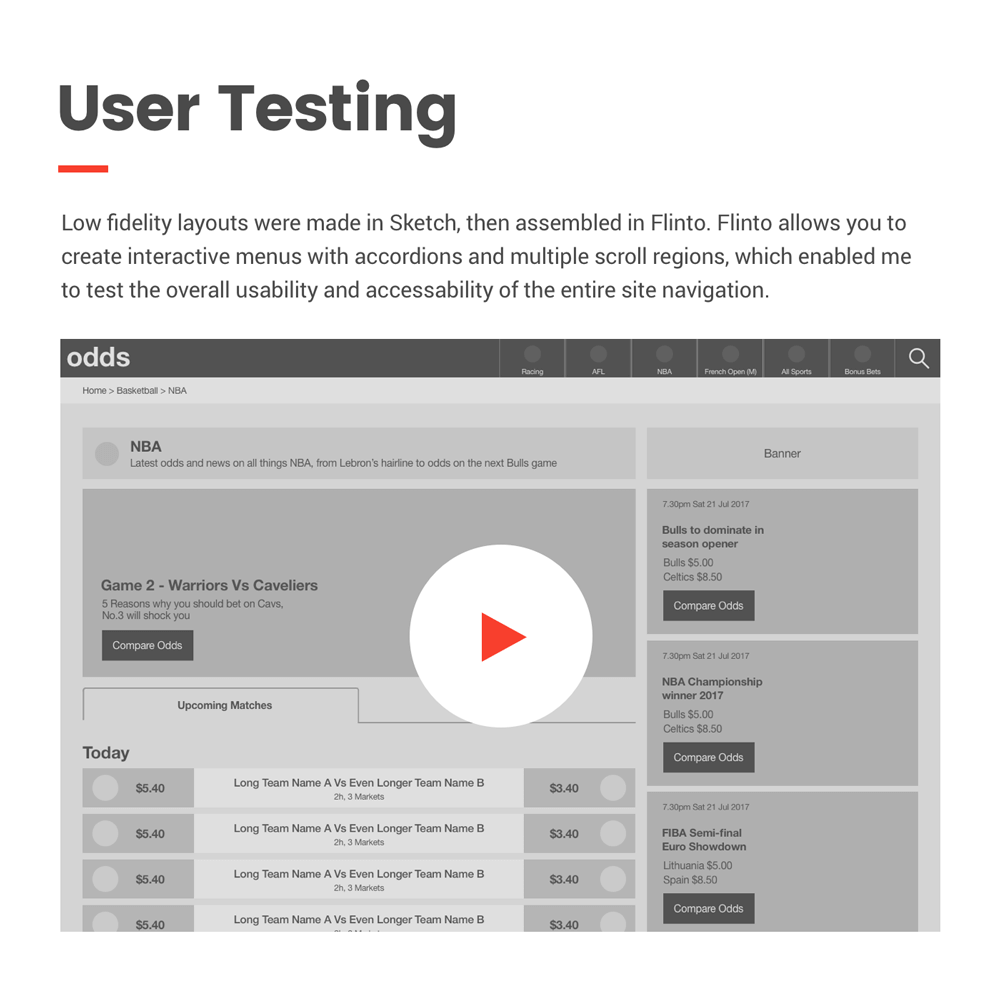 User Testing
Low fidelity layouts were made in Sketch, then assembled in Flinto. Flinto allows you to
create interactive menus with accordions and multiple scroll regions, which enabled me
to test the overall usability and accessability of the entire site navigation.
odds
Racing
AFL
NBA
French Open (M)
All Sports
Bonus Bets
Home > Basketball > NBA
NBA
Latest odds and news on all things NBA, from Lebron's hairline to odds on the next Bulls game
Banner
Game 2 - Warriors Vs Caveliers
5 Reasons why you should bet on Cavs,
No.3 will shock you
Compare Odds
7.30pm Sat 21 Jul 2017
Bulls to dominate in
season opener
Bulls $5.00
Celtics $8.50
Compare Odds
7.30pm Sat 21 Jul 2017
NBA Championship
winner 2017
Bulls $5.00
Celtics $8.50
Compare Odds
7.30pm Sat 21 Jul 2017
FIBA Semi-final
Euro Showdown
Lithuania $5.00
Spain $8.50
Compare Odds
Upcoming Matches
Today
$5.40
Long Team Name A Vs Even Longer Team Name B
2h, 3 Markets
$3.40
$5.40
Long Team Name A Vs Even Longer Team Name B
2h, 3 Markets
$3.40
$5.40
Long Team Name A Vs Even Longer Team Name B
2h, 3 Markets
$3.40
$5.40
Long Team Name A Vs Even Longer Team Name B
$3.40